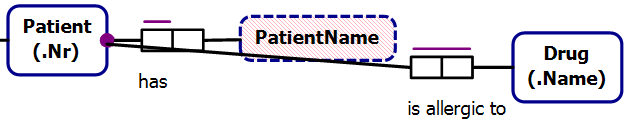 Patient
(.Nr)
has
PatientName
is allergic to
Drug
(.Name)